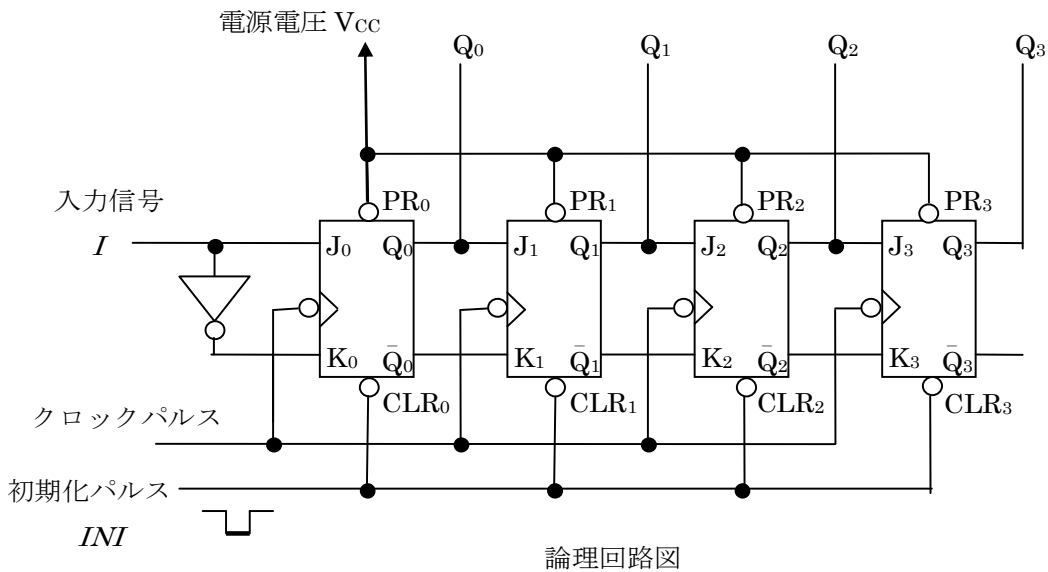 電源電圧 VCC
Q0 Q1 Q2 Q3
入力信号
I
PR0 PR1 PR2 PR3
J0 Q0 J1 Q1 J2 Q2 J3 Q3
K0 Q̄0 K1 Q̄1 K2 Q̄2 K3 Q̄3
CLR0 CLR1 CLR2 CLR3
クロックパルス
初期化パルス
INI
論理回路図